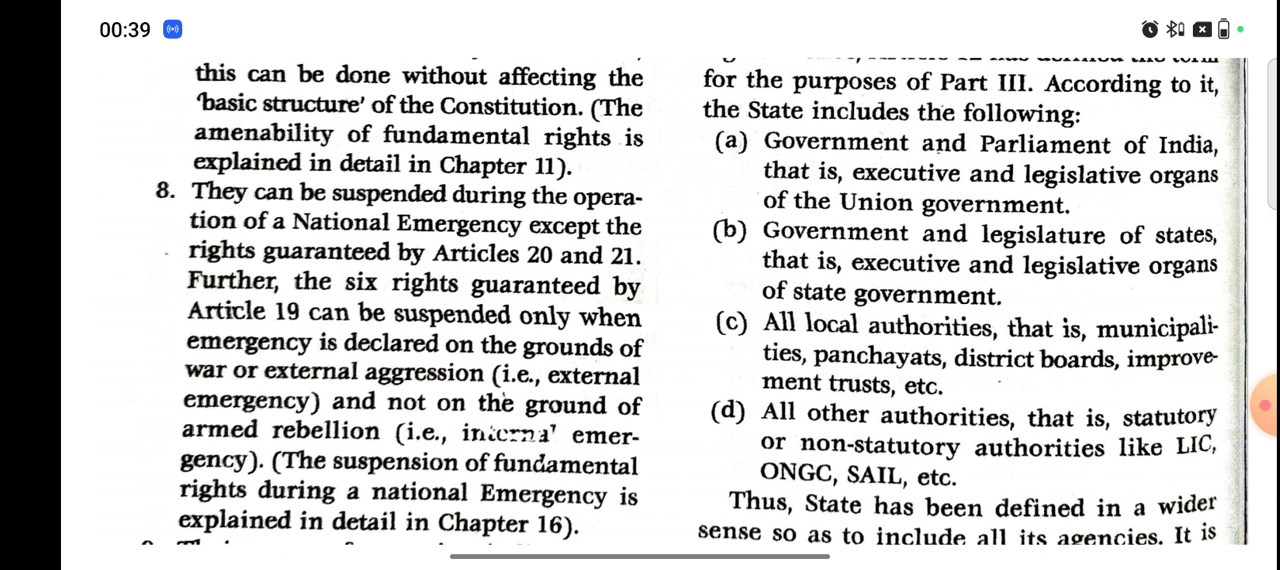 00:39
this can be done without affecting the
'basic structure' of the Constitution. (The
amenability of fundamental rights is
explained in detail in Chapter 11).
8. They can be suspended during the opera-
tion of a National Emergency except the
rights guaranteed by Articles 20 and 21.
Further, the six rights guaranteed by
Article 19 can be suspended only when
emergency is declared on the grounds of
war or external aggression (i.e., external
emergency) and not on the ground of
armed rebellion (i.e., internal emer-
gency). (The suspension of fundamental
rights during a national Emergency is
explained in detail in Chapter 16).
for the purposes of Part III. According to it,
the State includes the following:
(a) Government and Parliament of India,
that is, executive and legislative organs
of the Union government.
(b) Government and legislature of states,
that is, executive and legislative organs
of state government.
(c) All local authorities, that is, municipali-
ties, panchayats, district boards, improve-
ment trusts, etc.
(d) All other authorities, that is, statutory
or non-statutory authorities like LIC,
ONGC, SAIL, etc.
Thus, State has been defined in a wider
sense so as to include all its agencies. It is